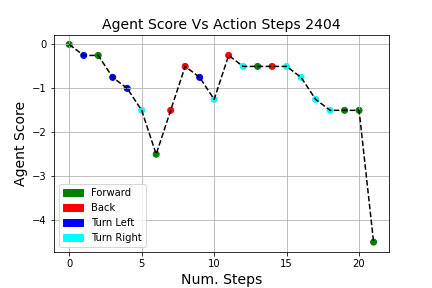 Agent Score Vs Action Steps 2404
Agent Score
0
−1
−2
−3
−4
Forward
Back
Turn Left
Turn Right
0 5 10 15 20
Num. Steps